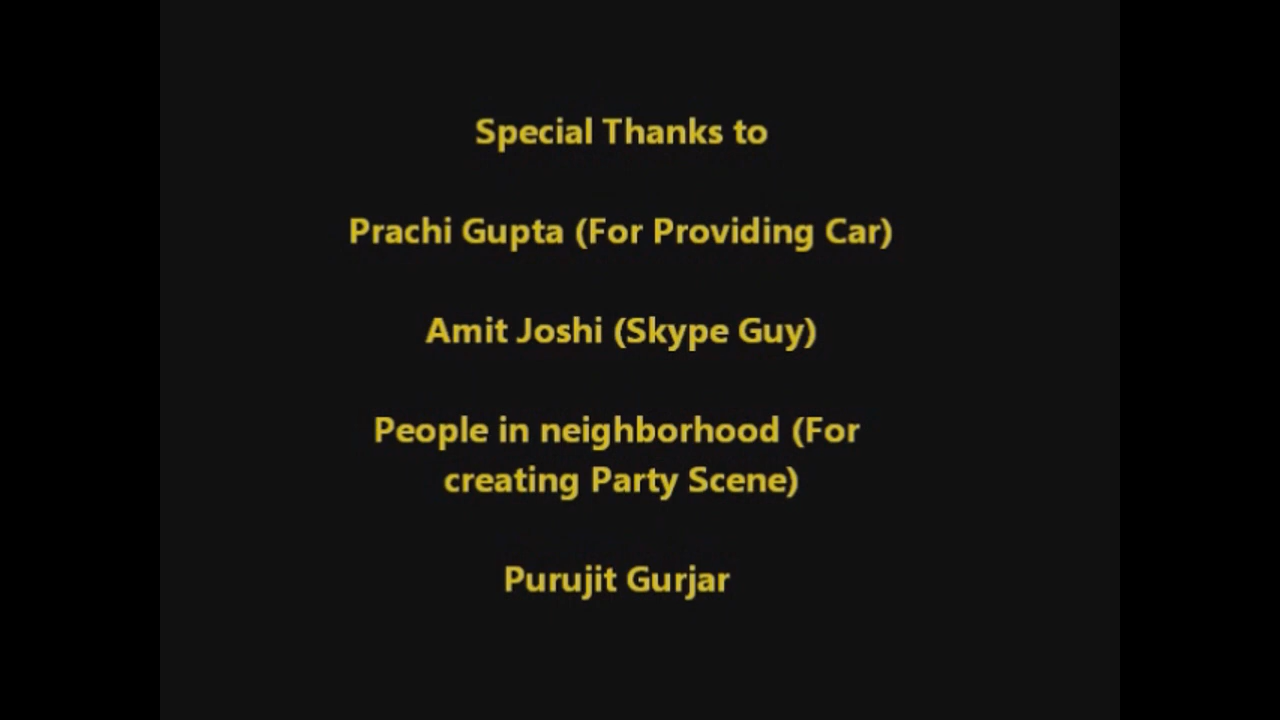 Special Thanks to
Prachi Gupta (For Providing Car)
Amit Joshi (Skype Guy)
People in neighborhood (For
creating Party Scene)
Purujit Gurjar